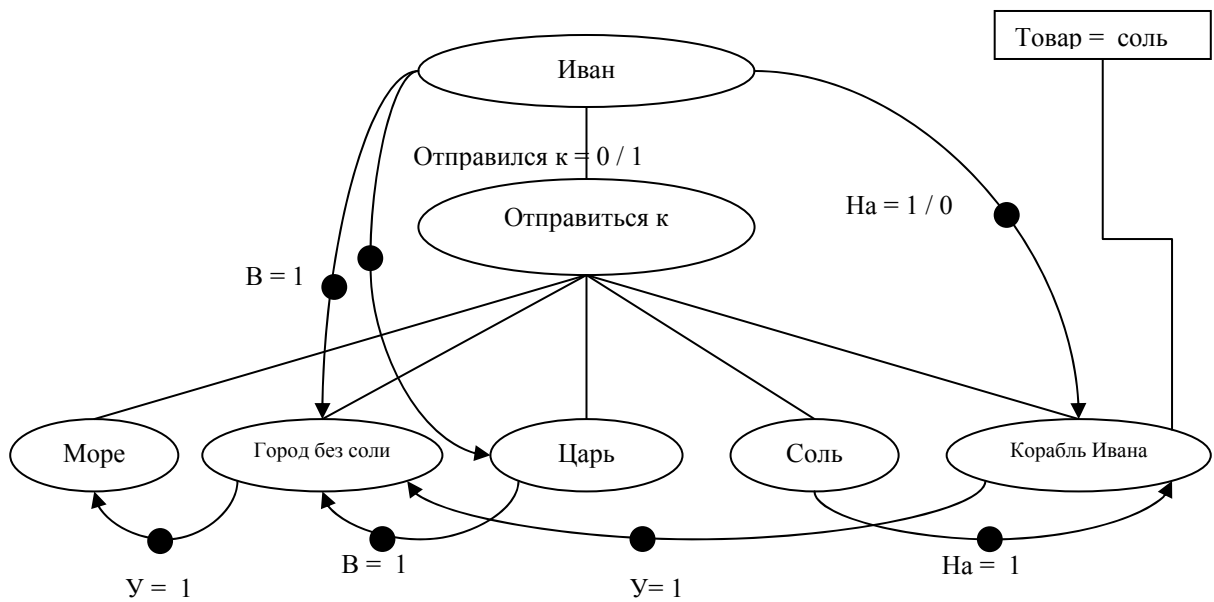 Товар = соль
Иван
Отправился к = 0 / 1
На = 1 / 0
Отправиться к
В = 1
Море
Город без соли
Царь
Соль
Корабль Ивана
В = 1
На = 1
У = 1
У= 1